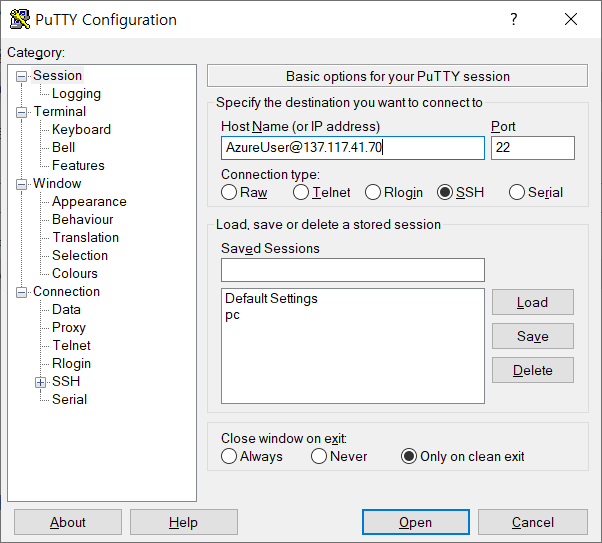 PuTTY Configuration
?
Category:
Session
Logging
Terminal
Keyboard
Bell
Features
Window
Appearance
Behaviour
Translation
Selection
Colours
Connection
Data
Proxy
Telnet
Rlogin
SSH
Serial
Basic options for your PuTTY session
Specify the destination you want to connect to
Host Name (or IP address) Port
AzureUser@137.117.41.70 22
Connection type:
Raw Telnet Rlogin SSH Serial
Load, save or delete a stored session
Saved Sessions
Default Settings
pc
Load
Save
Delete
Close window on exit:
Always Never Only on clean exit
About Help Open Cancel